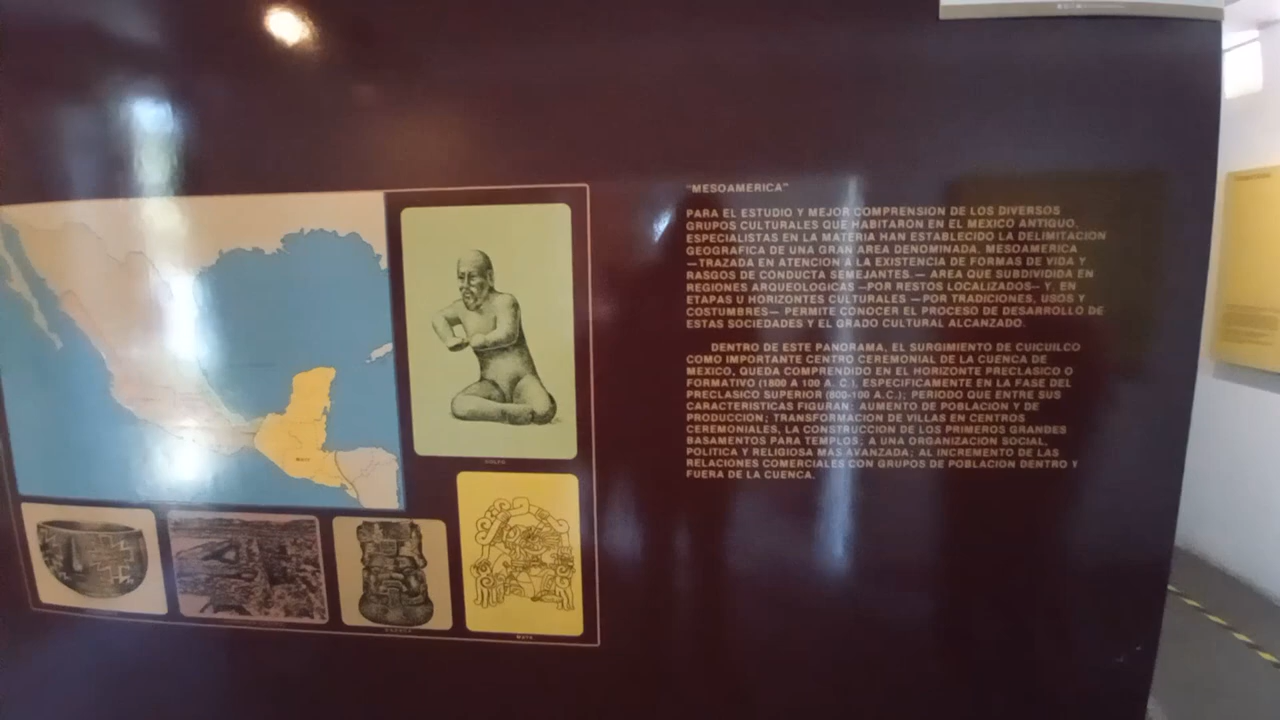 "MESOAMERICA"
PARA EL ESTUDIO Y MEJOR COMPRENSION DE LOS DIVERSOS
GRUPOS CULTURALES QUE HABITARON EN EL MEXICO ANTIGUO,
ESPECIALISTAS EN LA MATERIA HAN ESTABLECIDO LA DELIMITACION
GEOGRAFICA DE UNA GRAN AREA DENOMINADA, MESOAMERICA
—TRAZADA EN ATENCION A LA EXISTENCIA DE FORMAS DE VIDA Y
RASGOS DE CONDUCTA SEMEJANTES.— AREA QUE SUBDIVIDIDA EN
REGIONES ARQUEOLOGICAS —POR RESTOS LOCALIZADOS— Y, EN
ETAPAS U HORIZONTES CULTURALES —POR TRADICIONES, USOS Y
COSTUMBRES— PERMITE CONOCER EL PROCESO DE DESARROLLO DE
ESTAS SOCIEDADES Y EL GRADO CULTURAL ALCANZADO.
DENTRO DE ESTE PANORAMA, EL SURGIMIENTO DE CUICUILCO
COMO IMPORTANTE CENTRO CEREMONIAL DE LA CUENCA DE
MEXICO, QUEDA COMPRENDIDO EN EL HORIZONTE PRECLASICO O
FORMATIVO (1800 A 100 A. C.), ESPECIFICAMENTE EN LA FASE DEL
PRECLASICO SUPERIOR (800-100 A.C.); PERIODO QUE ENTRE SUS
CARACTERISTICAS FIGURAN: AUMENTO DE POBLACION Y DE
PRODUCCION; TRANSFORMACION DE VILLAS EN CENTROS
CEREMONIALES, LA CONSTRUCCION DE LOS PRIMEROS GRANDES
BASAMENTOS PARA TEMPLOS; A UNA ORGANIZACION SOCIAL,
POLITICA Y RELIGIOSA MAS AVANZADA; AL INCREMENTO DE LAS
RELACIONES COMERCIALES CON GRUPOS DE POBLACION DENTRO Y
FUERA DE LA CUENCA.
GOLFO
MAYA